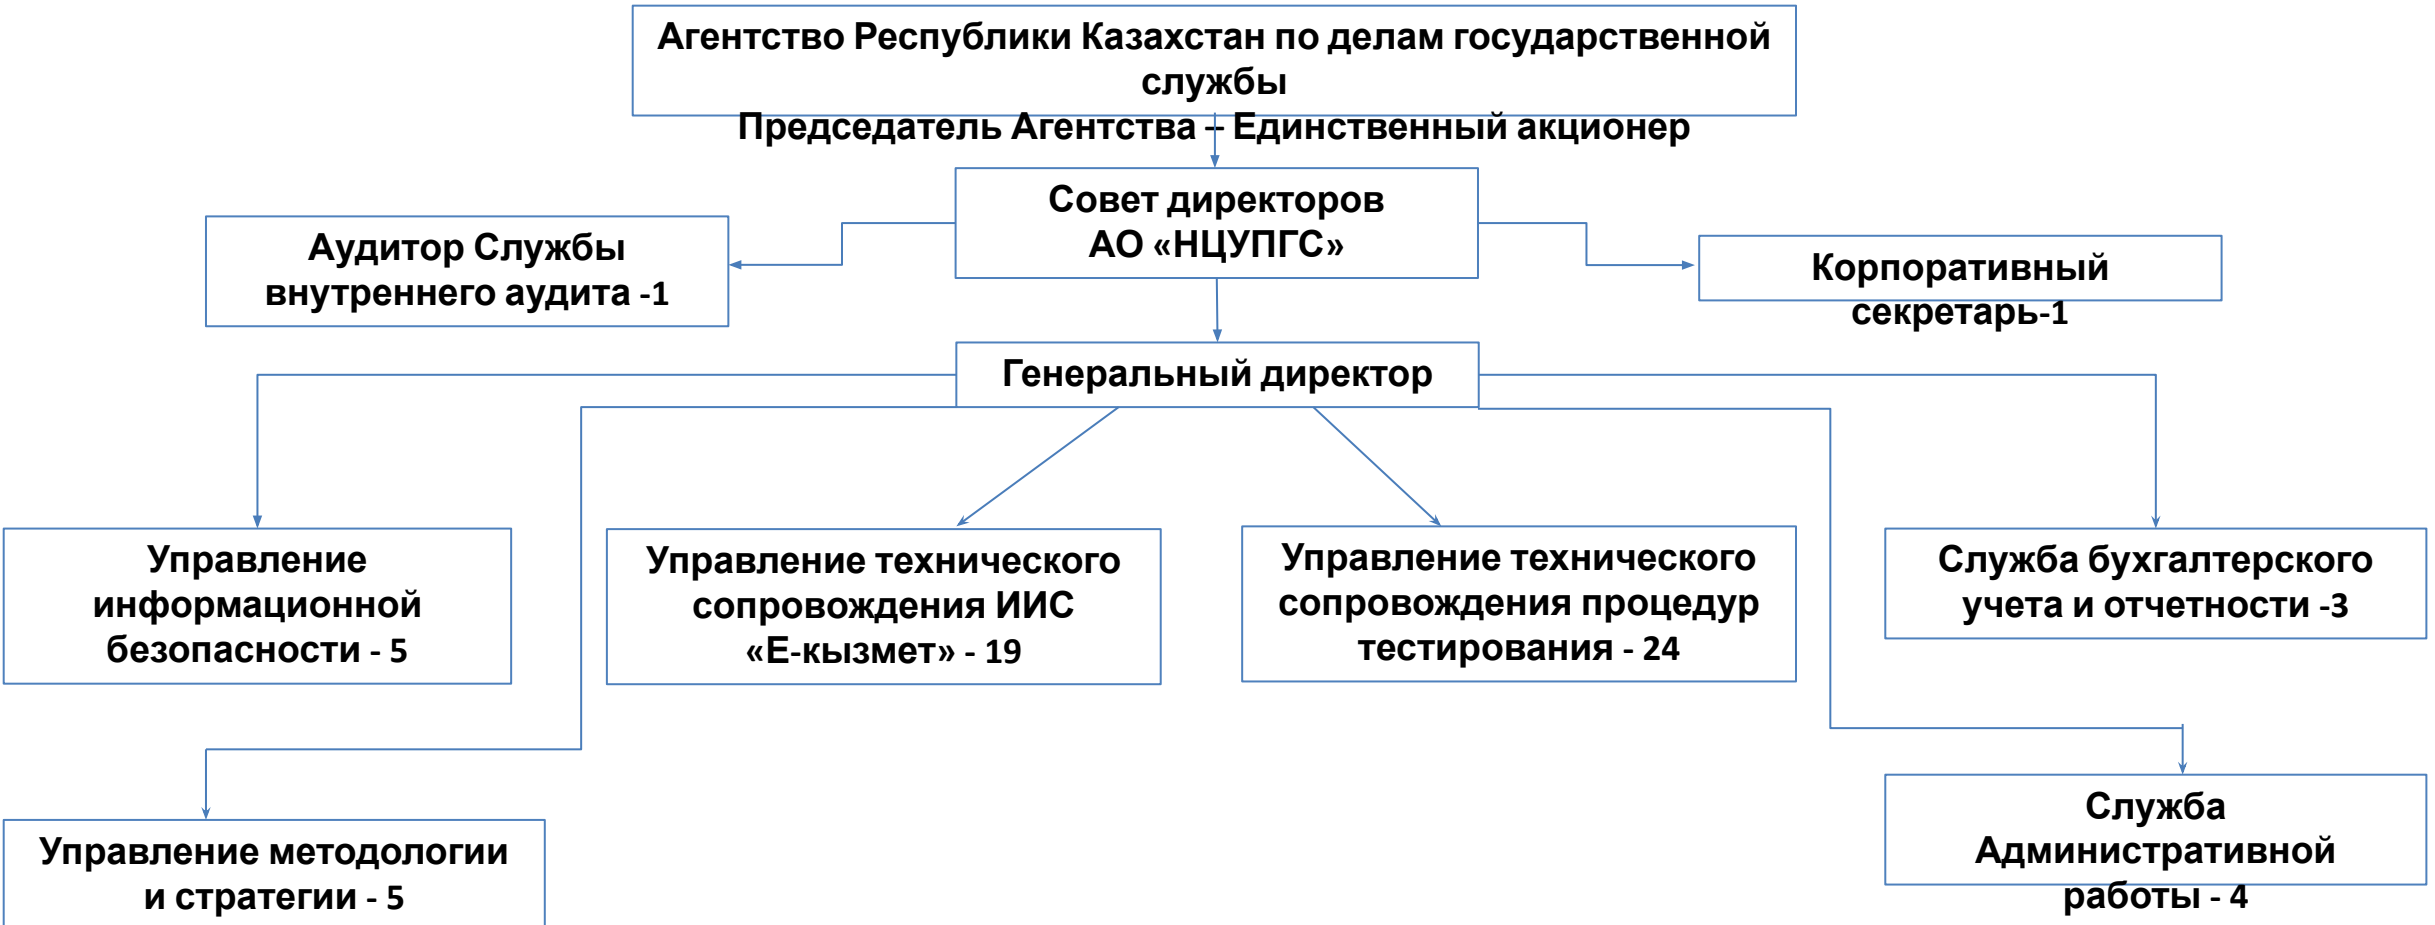 Агентство Республики Казахстан по делам государственной
службы
Председатель Агентства – Единственный акционер
Совет директоров
АО «НЦУПГС»
Аудитор Службы
внутреннего аудита -1
Корпоративный
секретарь-1
Генеральный директор
Управление
информационной
безопасности - 5
Управление технического
сопровождения ИИС
«Е-кызмет» - 19
Управление технического
сопровождения процедур
тестирования - 24
Служба бухгалтерского
учета и отчетности -3
Управление методологии
и стратегии - 5
Служба
Административной
работы - 4